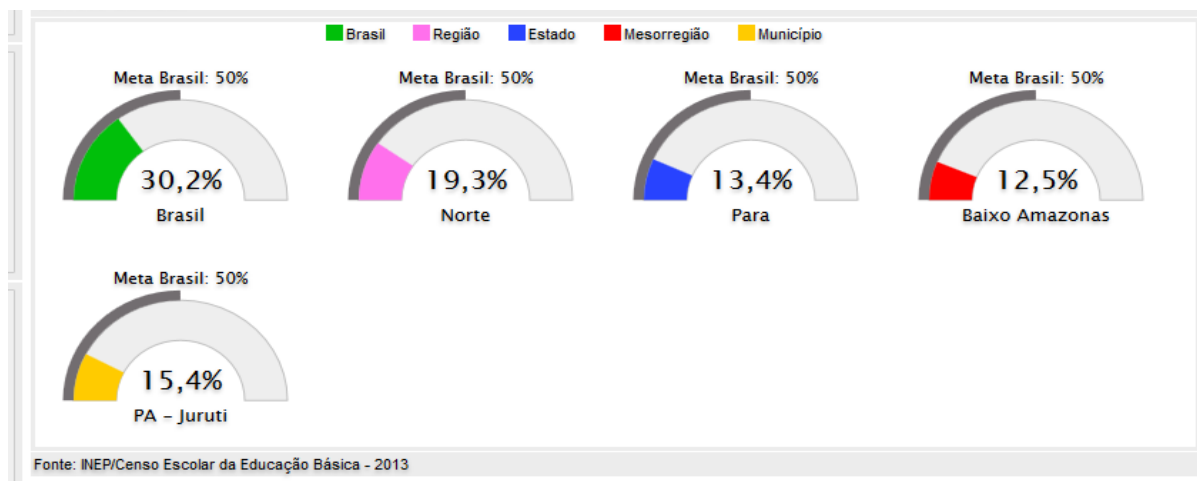 Brasil Região Estado Mesorregião Município
Meta Brasil: 50% Meta Brasil: 50% Meta Brasil: 50% Meta Brasil: 50%
30,2% 19,3% 13,4% 12,5%
Brasil Norte Para Baixo Amazonas
Meta Brasil: 50%
15,4%
PA - Juruti
Fonte: INEP/Censo Escolar da Educação Básica - 2013